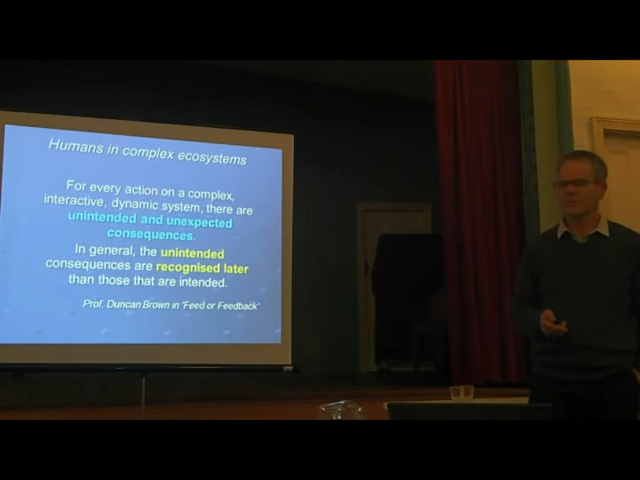 Humans in complex ecosystems
For every action on a complex,
interactive, dynamic system, there are
unintended and unexpected
consequences.
In general, the unintended
consequences are recognised later
than those that are intended.
Prof. Duncan Brown in 'Feed or Feedback'